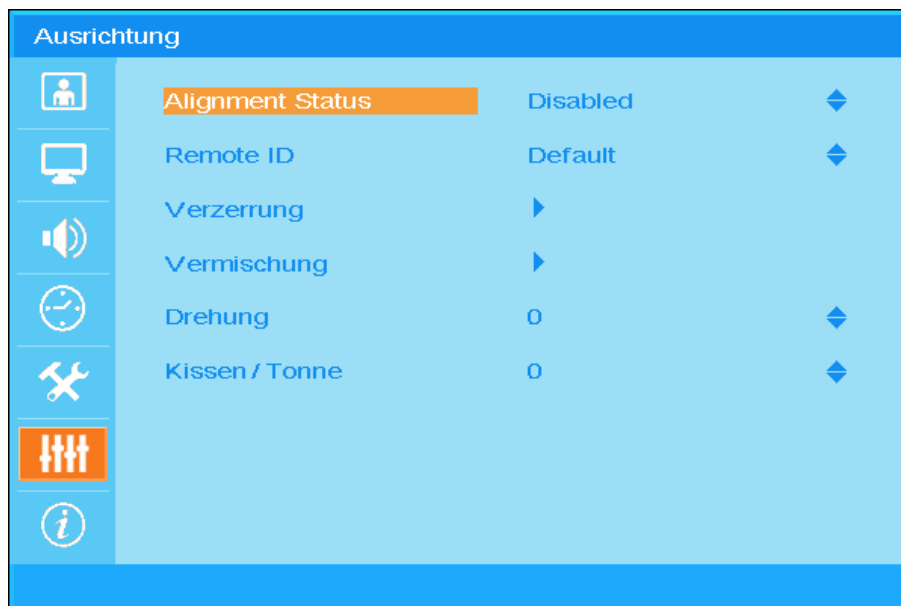 Ausrichtung
Alignment Status Disabled
Remote ID Default
Verzerrung
Vermischung
Drehung 0
Kissen / Tonne 0